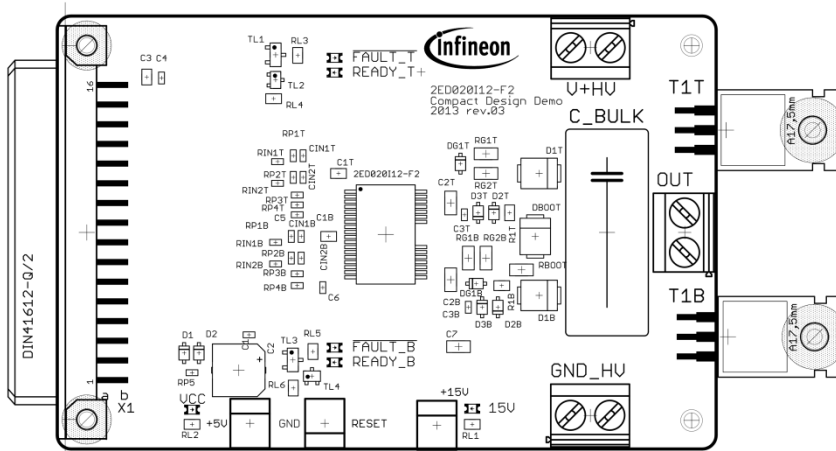 TL1
RL3
FAULT_T
READY_T+
infineon
V+HV
C3
C4
16
TL2
RL4
2ED020I12-F2
Compact Design Demo
2013 rev.03
C_BULK
T1T
A17,5mm
RP1T
RIN1T
CIN1T
C1T
2ED020I12-F2
DG1T
RG1T
D1T
RP2T
CIN2T
RIN2T
RG2T
C2T
RP3T
RP4T
C5
C1B
D3T
D2T
DBOOT
OUT
RP1B
CIN1B
C3T
R1T
RIN1B
RG1B
RG2B
RP2B
CIN2B
RIN2B
RBOOT
RP3B
DG1B
RP4B
C6
C2B
R1B
D1B
T1B
C3B
D3B
D2B
A17,5mm
DIN41612-Q/2
D1
D2
C1
C2
+
TL3
RL5
FAULT_B
READY_B
C7
RP5
GND_HV
1
a b
X1
VCC
RL6
TL4
+15V
+5V
GND
RESET
15V
RL2
RL1